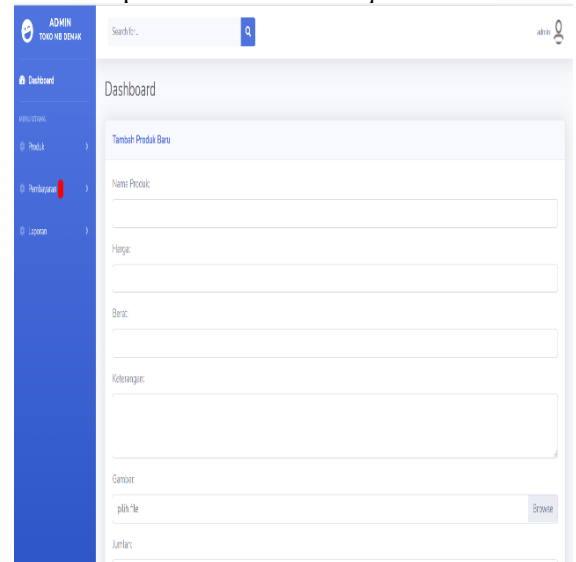 ADMIN
TOKO NB DEMAK
Search for...
admin
Dashboard
Dashboard
MENU UTAMA
Produk
Pembayaran
Laporan
Tambah Produk Baru
Nama Produk:
Harga:
Berat:
Keterangan:
Gambar:
pilih file
Browse
Jumlah: